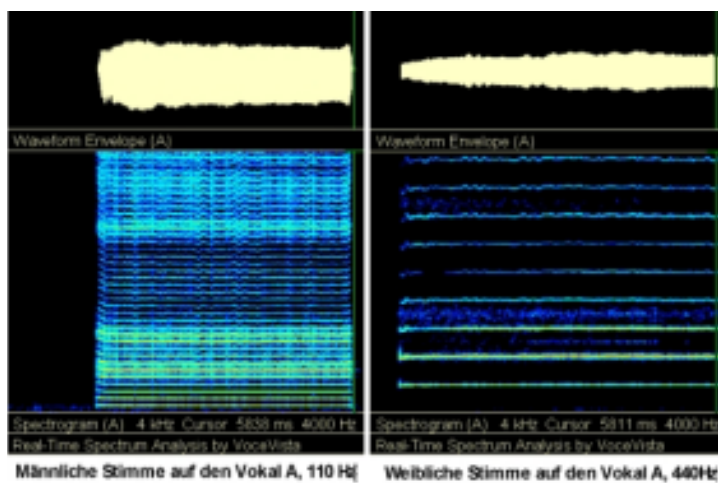 Waveform Envelope (A)
Spectrogram (A) 4 kHz Cursor 5838 ms 4000 Hz
Real-Time Spectrum Analysis by VoceVista
Männliche Stimme auf den Vokal A, 110 Hz[
Waveform Envelope (A)
Spectrogram (A) 4 kHz Cursor 5811 ms 4000 Hz
Real-Time Spectrum Analysis by VoceVista
Weibliche Stimme auf den Vokal A, 440Hz